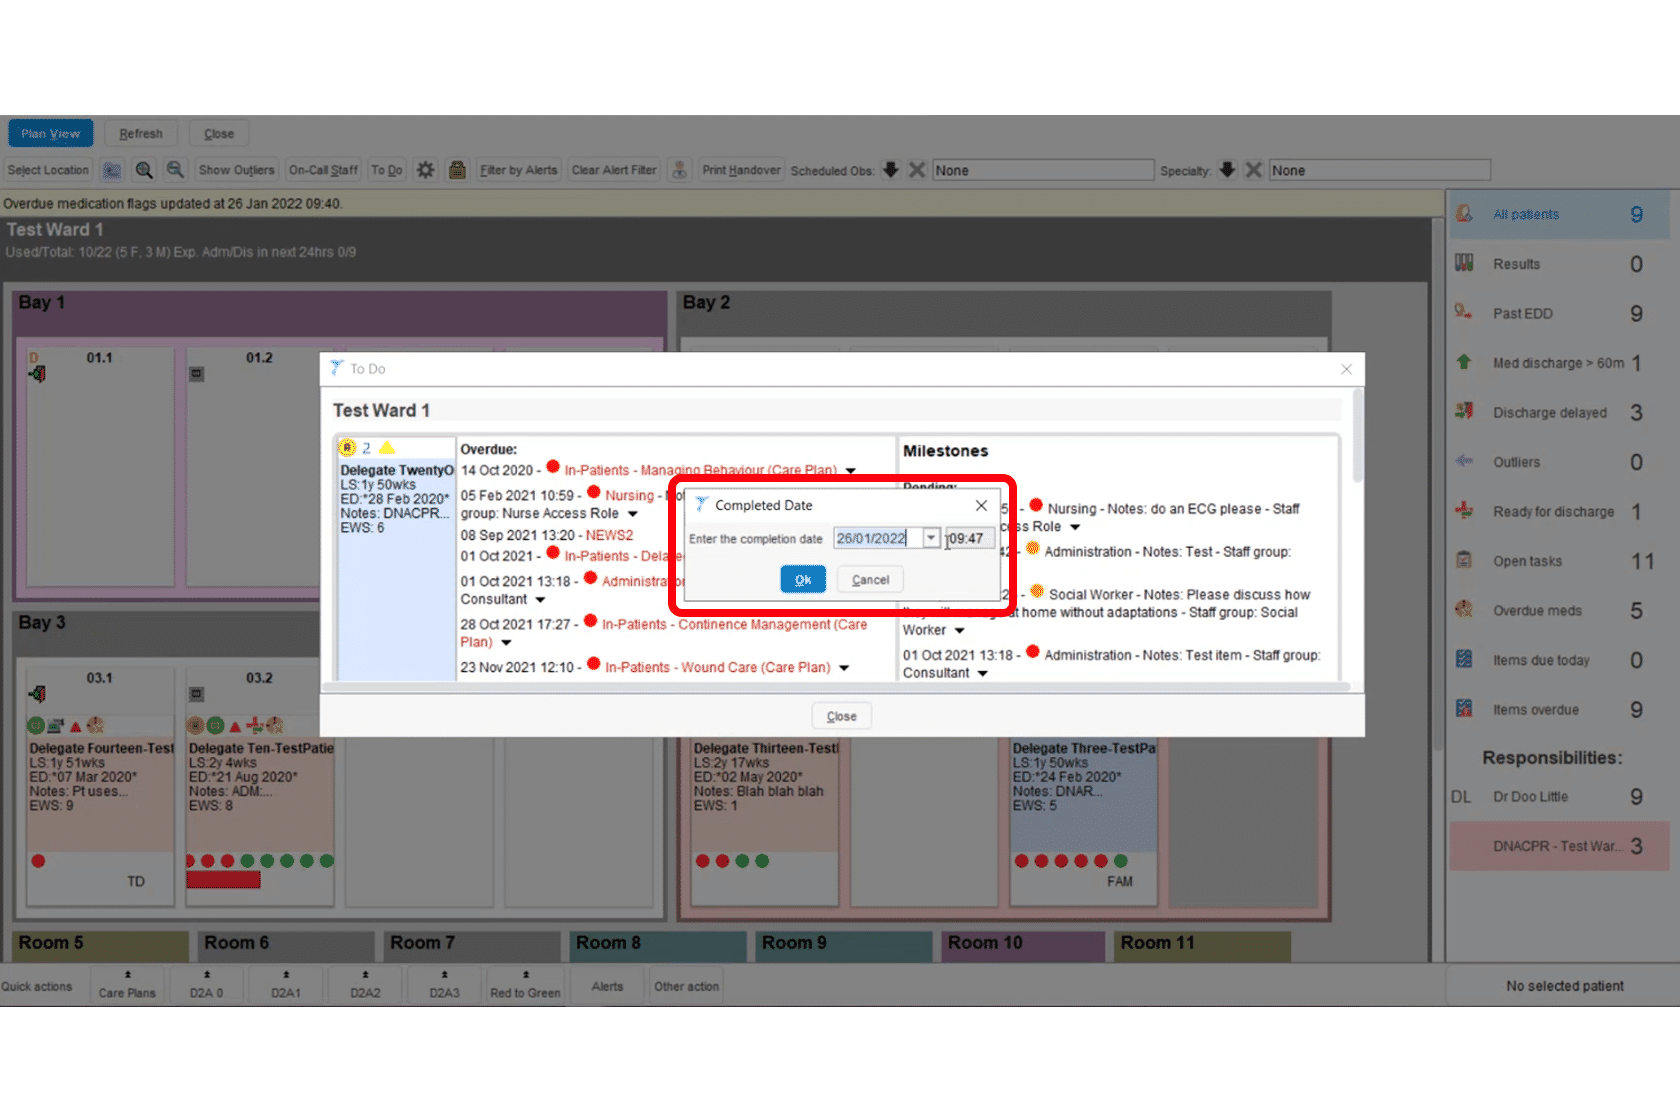 Plan View Refresh Close
Select Location Show Outliers On-Call Staff To Do Filter by Alerts Clear Alert Filter Print Handover Scheduled Obs: None Specialty: None
Overdue medication flags updated at 26 Jan 2022 09:40.
Test Ward 1
Used/Total: 10/22 (5 F, 3 M) Exp. Adm/Dis in next 24hrs 0/9
Bay 1
Bay 2
D 01.1 01.2
To Do
Test Ward 1
2
Delegate TwentyO
LS:1y 50wks
ED:*28 Feb 2020*
Notes: DNACPR...
EWS: 6
Overdue:
14 Oct 2020 - In-Patients - Managing Behaviour (Care Plan)
05 Feb 2021 10:59 - Nursing -
group: Nurse Access Role
08 Sep 2021 13:20 - NEWS2
01 Oct 2021 - In-Patients -
01 Oct 2021 13:18 -
Consultant
28 Oct 2021 17:27 - In-Patients - Continence Management (Care
Plan)
23 Nov 2021 12:10 - In-Patients - Wound Care (Care Plan)
Milestones
Pending:
Nursing - Notes: do an ECG please - Staff
Role
Administration - Notes: Test - Staff group:
Social Worker - Notes: Please discuss how
at home without adaptations - Staff group: Social
Worker
01 Oct 2021 13:18 - Administration - Notes: Test item - Staff group:
Consultant
Completed Date
Enter the completion date 26/01/2022 09:47
Ok Cancel
Close
Bay 3
03.1 03.2
Delegate Fourteen-Test
LS:1y 51wks
ED:*07 Mar 2020*
Notes: Pt uses...
EWS: 9
TD
Delegate Ten-TestPatie
LS:2y 4wks
ED:*21 Aug 2020*
Notes: ADM:...
EWS: 8
Delegate Thirteen-Test
LS:2y 17wks
ED:*02 May 2020*
Notes: Blah blah blah
EWS: 1
Delegate Three-TestPa
LS:1y 50wks
ED:*24 Feb 2020*
Notes: DNAR...
EWS: 5
FAM
Room 5 Room 6 Room 7 Room 8 Room 9 Room 10 Room 11
Quick actions Care Plans D2A 0 D2A1 D2A2 D2A3 Red to Green Alerts Other action
All patients 9
Results 0
Past EDD 9
Med discharge > 60m 1
Discharge delayed 3
Outliers 0
Ready for discharge 1
Open tasks 11
Overdue meds 5
Items due today 0
Items overdue 9
Responsibilities:
DL Dr Doo Little 9
DNACPR - Test War... 3
No selected patient